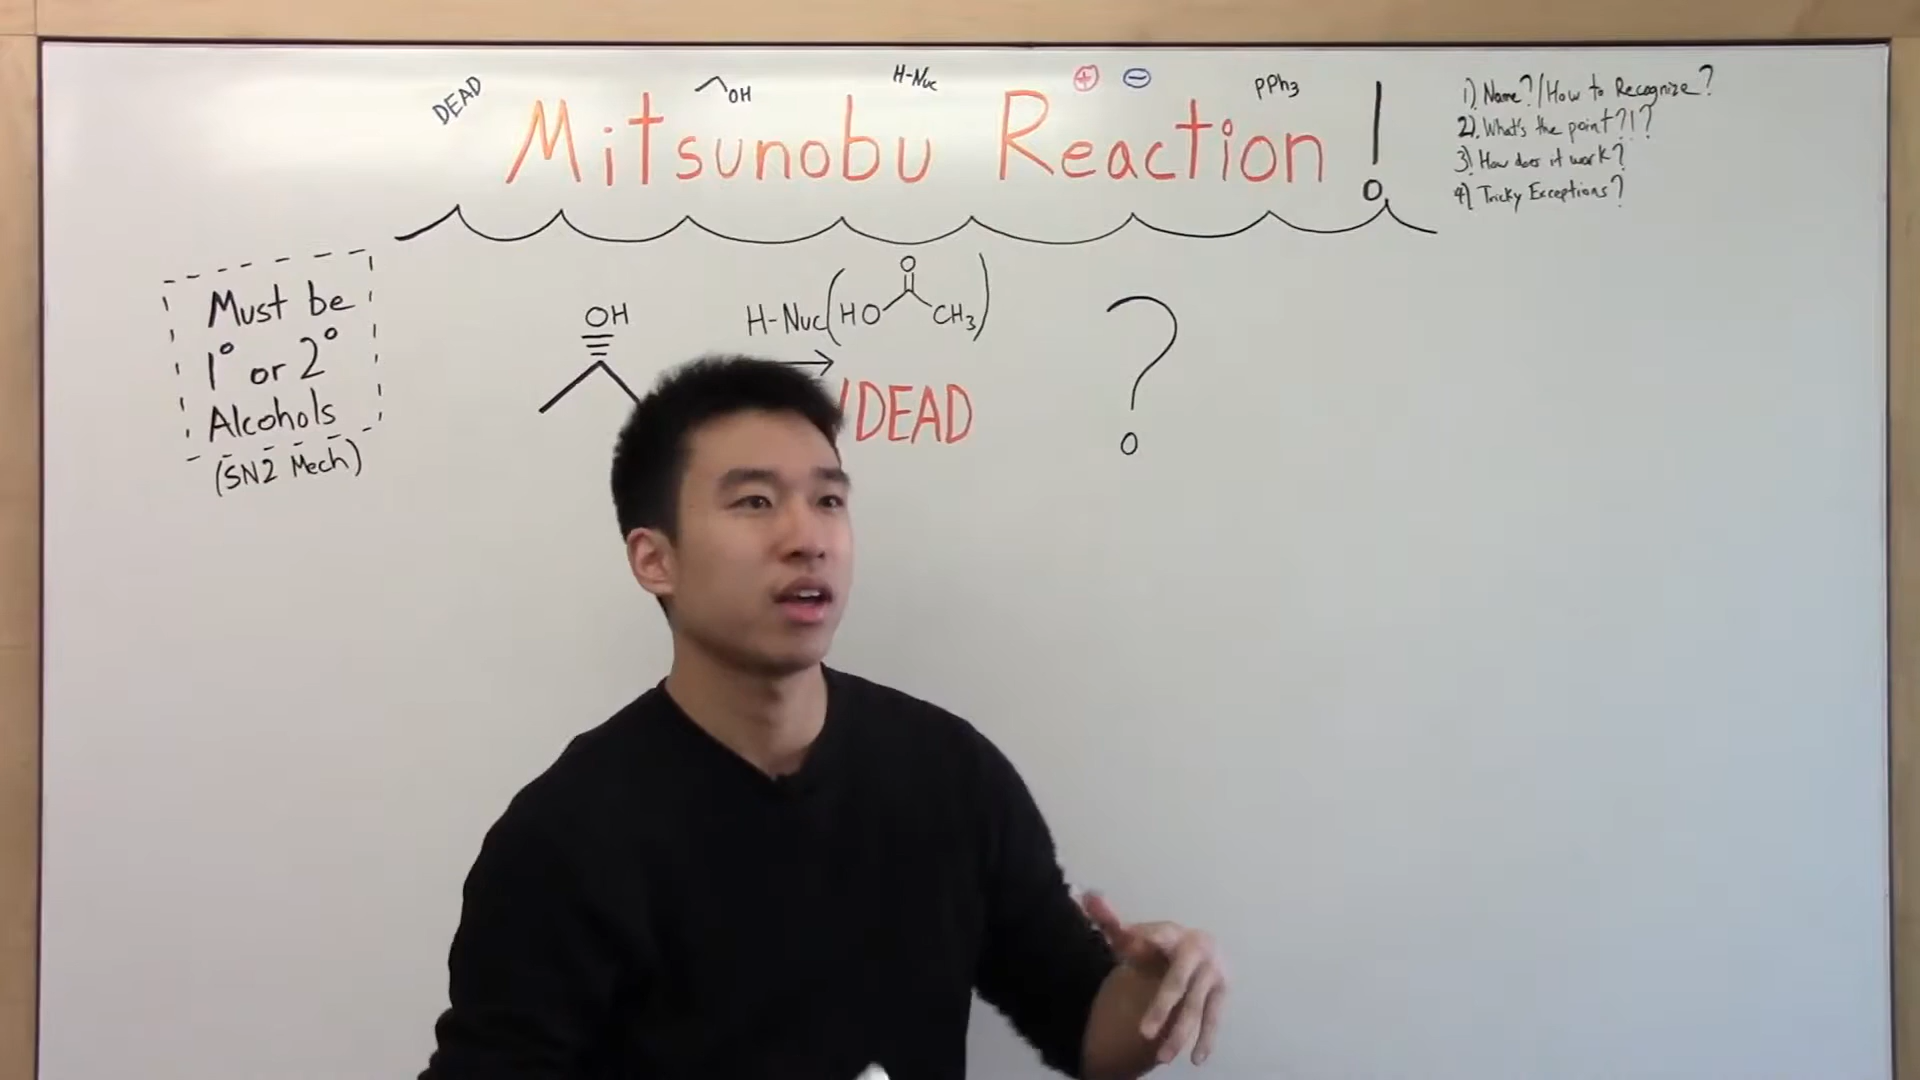 DEAD
OH
H-Nuc
+
-
PPh3
Mitsunobu Reaction!
1) Name?/How to Recognize?
2). What's the point?!?
3) How does it work?
4) Tricky Exceptions?
Must be
1° or 2°
Alcohols
(SN2 Mech)
OH
O
H-Nuc(HO CH3)
/DEAD
?